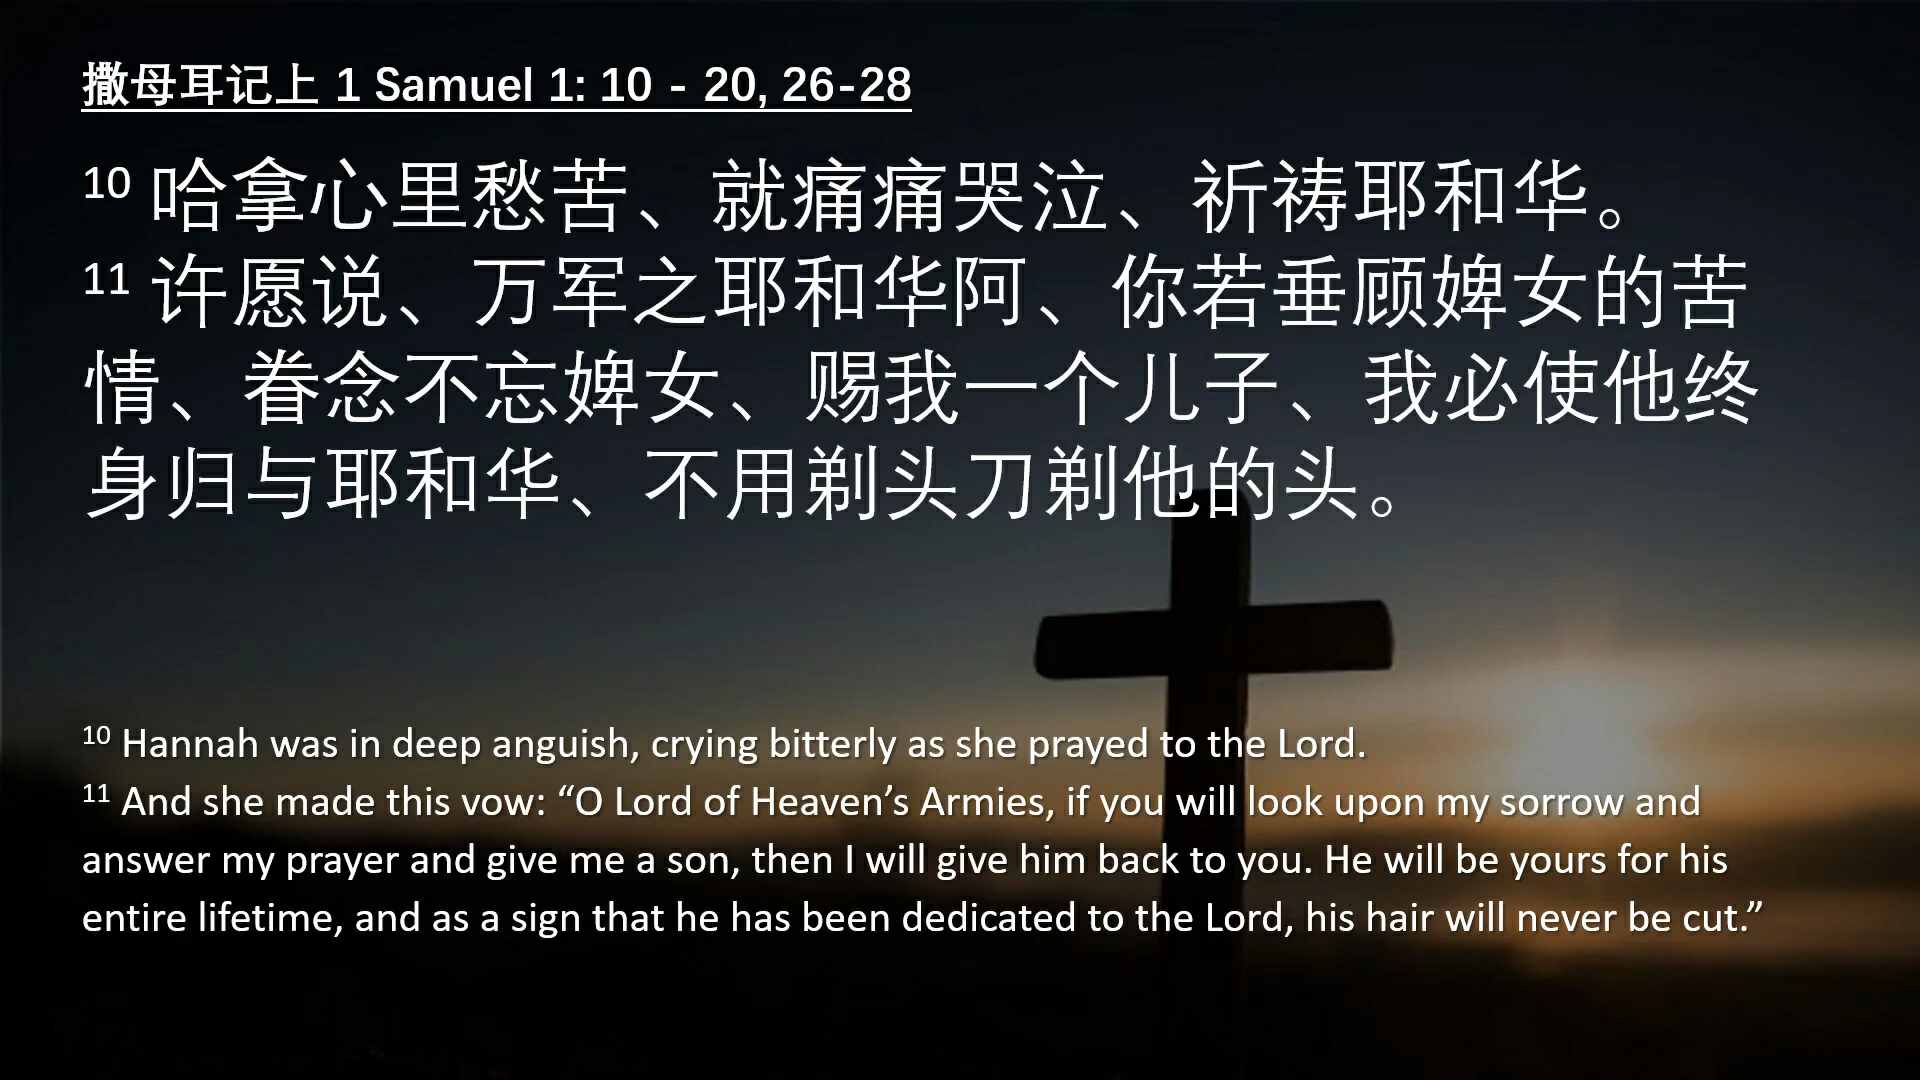 撒母耳记上 1 Samuel 1: 10 - 20, 26-28
10 哈拿心里愁苦、就痛痛哭泣、祈祷耶和华。
11 许愿说、万军之耶和华阿、你若垂顾婢女的苦
情、眷念不忘婢女、赐我一个儿子、我必使他终
身归与耶和华、不用剃头刀剃他的头。
10 Hannah was in deep anguish, crying bitterly as she prayed to the Lord.
11 And she made this vow: “O Lord of Heaven’s Armies, if you will look upon my sorrow and
answer my prayer and give me a son, then I will give him back to you. He will be yours for his
entire lifetime, and as a sign that he has been dedicated to the Lord, his hair will never be cut.”